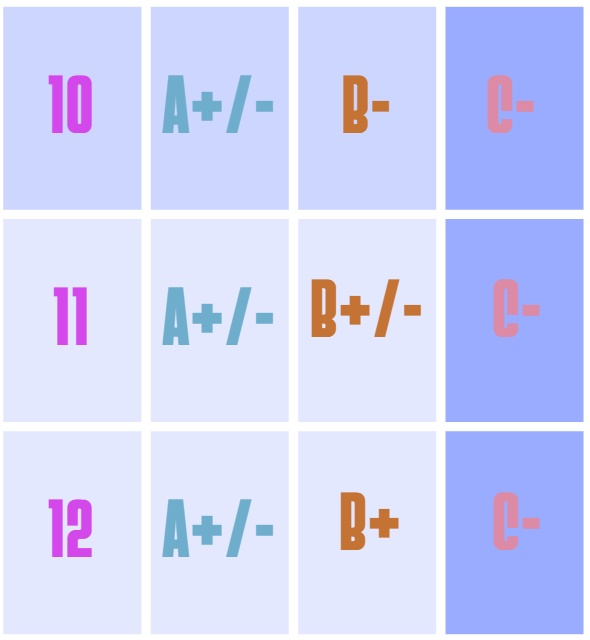 10 A+/- B- C-
11 A+/- B+/- C-
12 A+/- B+ C-